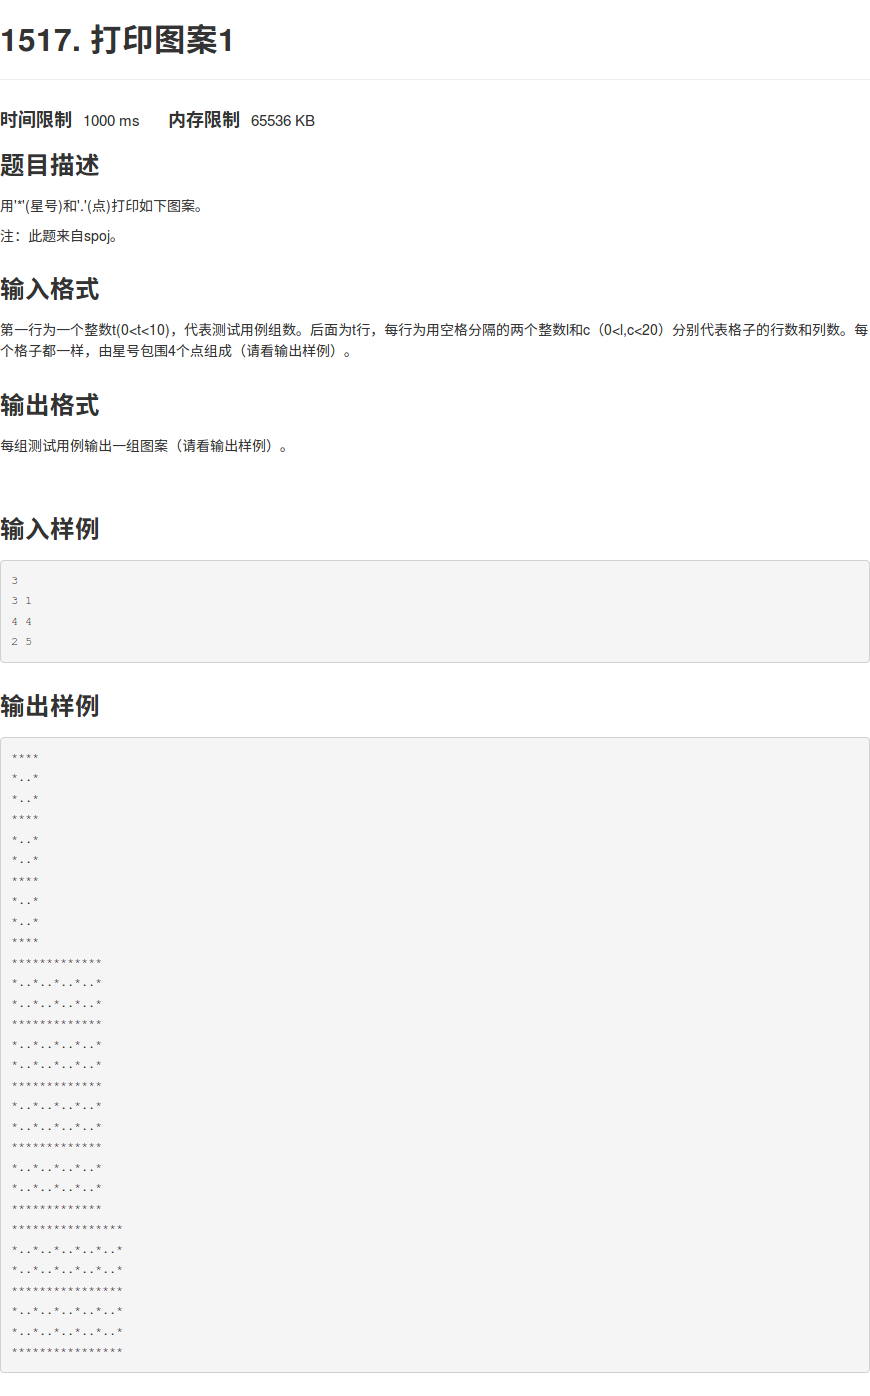 1517. 打印图案1
时间限制 1000 ms 内存限制 65536 KB
题目描述
用'*'(星号)和'.'(点)打印如下图案。
注：此题来自spoj。
输入格式
第一行为一个整数t(0<t<10)，代表测试用例组数。后面为t行，每行为用空格分隔的两个整数l和c（0<l,c<20）分别代表格子的行数和列数。每
个格子都一样，由星号包围4个点组成（请看输出样例）。
输出格式
每组测试用例输出一组图案（请看输出样例）。
输入样例
3
3 1
4 4
2 5
输出样例
****
*..*
*..*
****
*..*
*..*
****
*..*
*..*
****
*************
*..*..*..*..*
*..*..*..*..*
*************
*..*..*..*..*
*..*..*..*..*
*************
*..*..*..*..*
*..*..*..*..*
*************
*..*..*..*..*
*..*..*..*..*
*************
****************
*..*..*..*..*..*
*..*..*..*..*..*
****************
*..*..*..*..*..*
*..*..*..*..*..*
****************